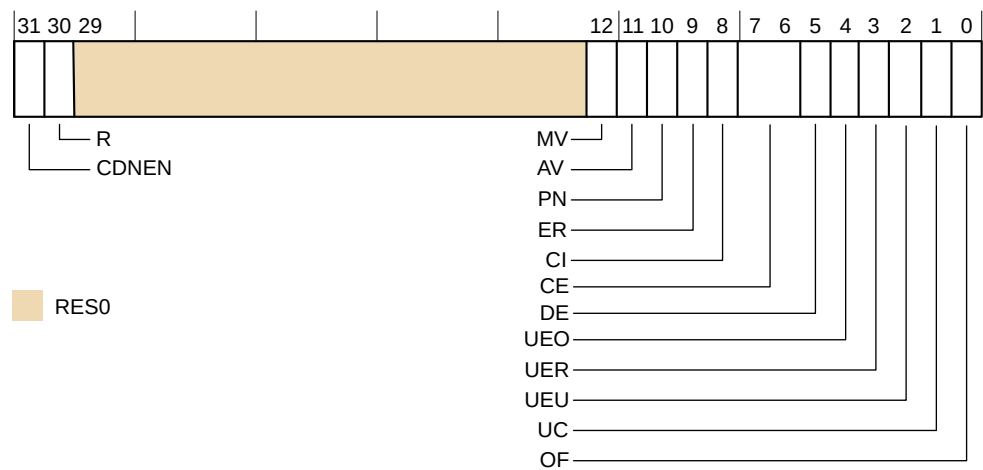 31 30 29 12 11 10 9 8 7 6 5 4 3 2 1 0
R MV
CDNEN AV
PN
ER
CI
CE
RES0 DE
UEO
UER
UEU
UC
OF